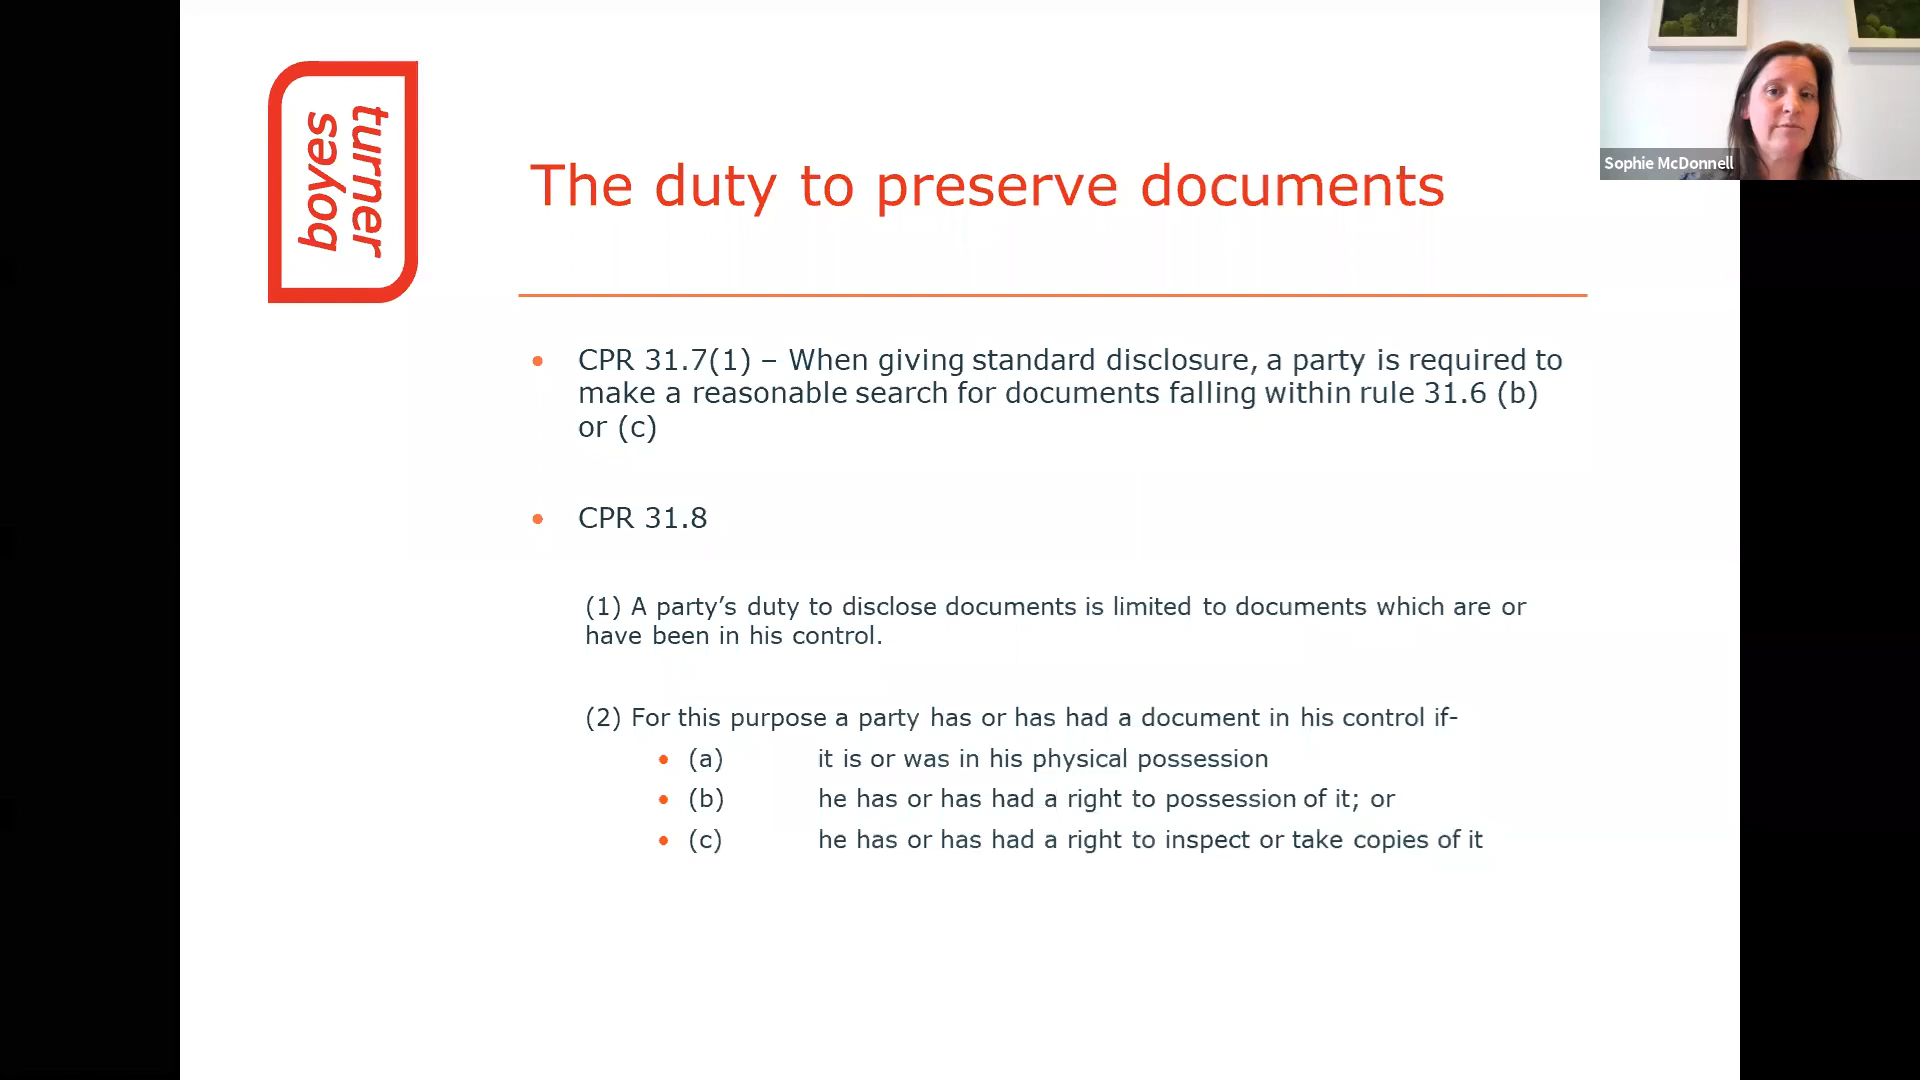 boyes
turner
Sophie McDonnell
The duty to preserve documents
• CPR 31.7(1) – When giving standard disclosure, a party is required to
make a reasonable search for documents falling within rule 31.6 (b)
or (c)
• CPR 31.8
(1) A party’s duty to disclose documents is limited to documents which are or
have been in his control.
(2) For this purpose a party has or has had a document in his control if-
• (a) it is or was in his physical possession
• (b) he has or has had a right to possession of it; or
• (c) he has or has had a right to inspect or take copies of it